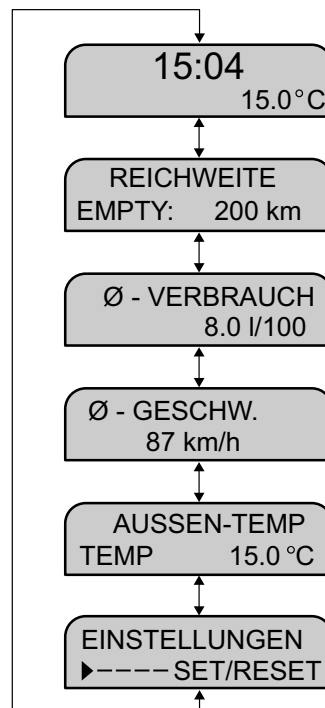 15:04
15.0°C
REICHWEITE
EMPTY: 200 km
Ø - VERBRAUCH
8.0 l/100
Ø - GESCHW.
87 km/h
AUSSEN-TEMP
TEMP 15.0 °C
EINSTELLUNGEN
▶---- SET/RESET